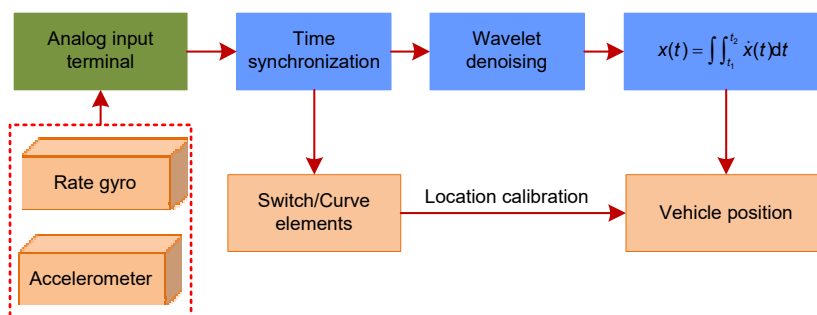 Analog input
terminal
Time
synchronization
Wavelet
denoising
x(t) = ∫∫_{t₁}^{t₂} ẋ(t)dt
Rate gyro
Accelerometer
Switch/Curve
elements
Location calibration
Vehicle position